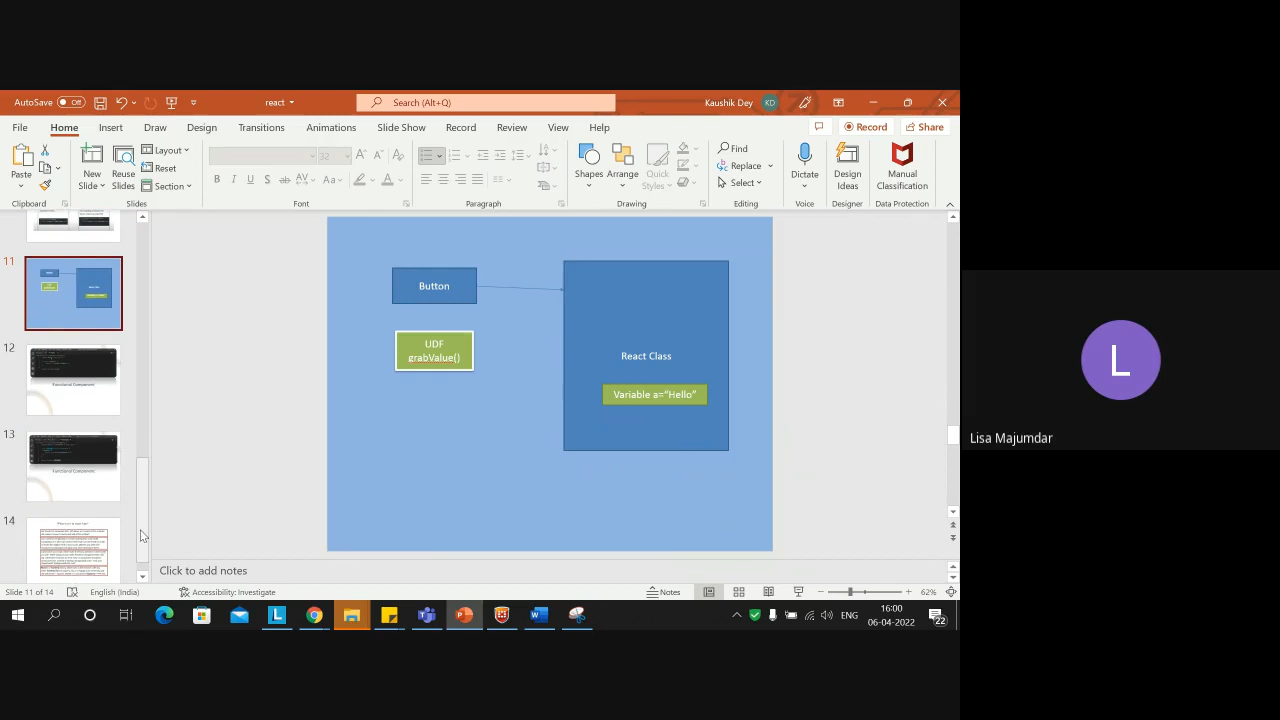 AutoSave Off
react
Search (Alt+Q)
Kaushik Dey KD
File Home Insert Draw Design Transitions Animations Slide Show Record Review View Help Record Share
Paste
New Slide
Reuse Slides
Layout
Reset
Section
32
Shapes
Arrange
Quick Styles
Find
Replace
Select
Dictate
Design Ideas
Manual Classification
Clipboard Slides Font Paragraph Drawing Editing Voice Designer Data Protection
11
12
Functional Component
13
Functional Component
14
Button
UDF
grabValue()
React Class
Variable a="Hello"
L
Lisa Majumdar
Click to add notes
Slide 11 of 14 English (India) Accessibility: Investigate Notes 62%
ENG
16:00
06-04-2022
22